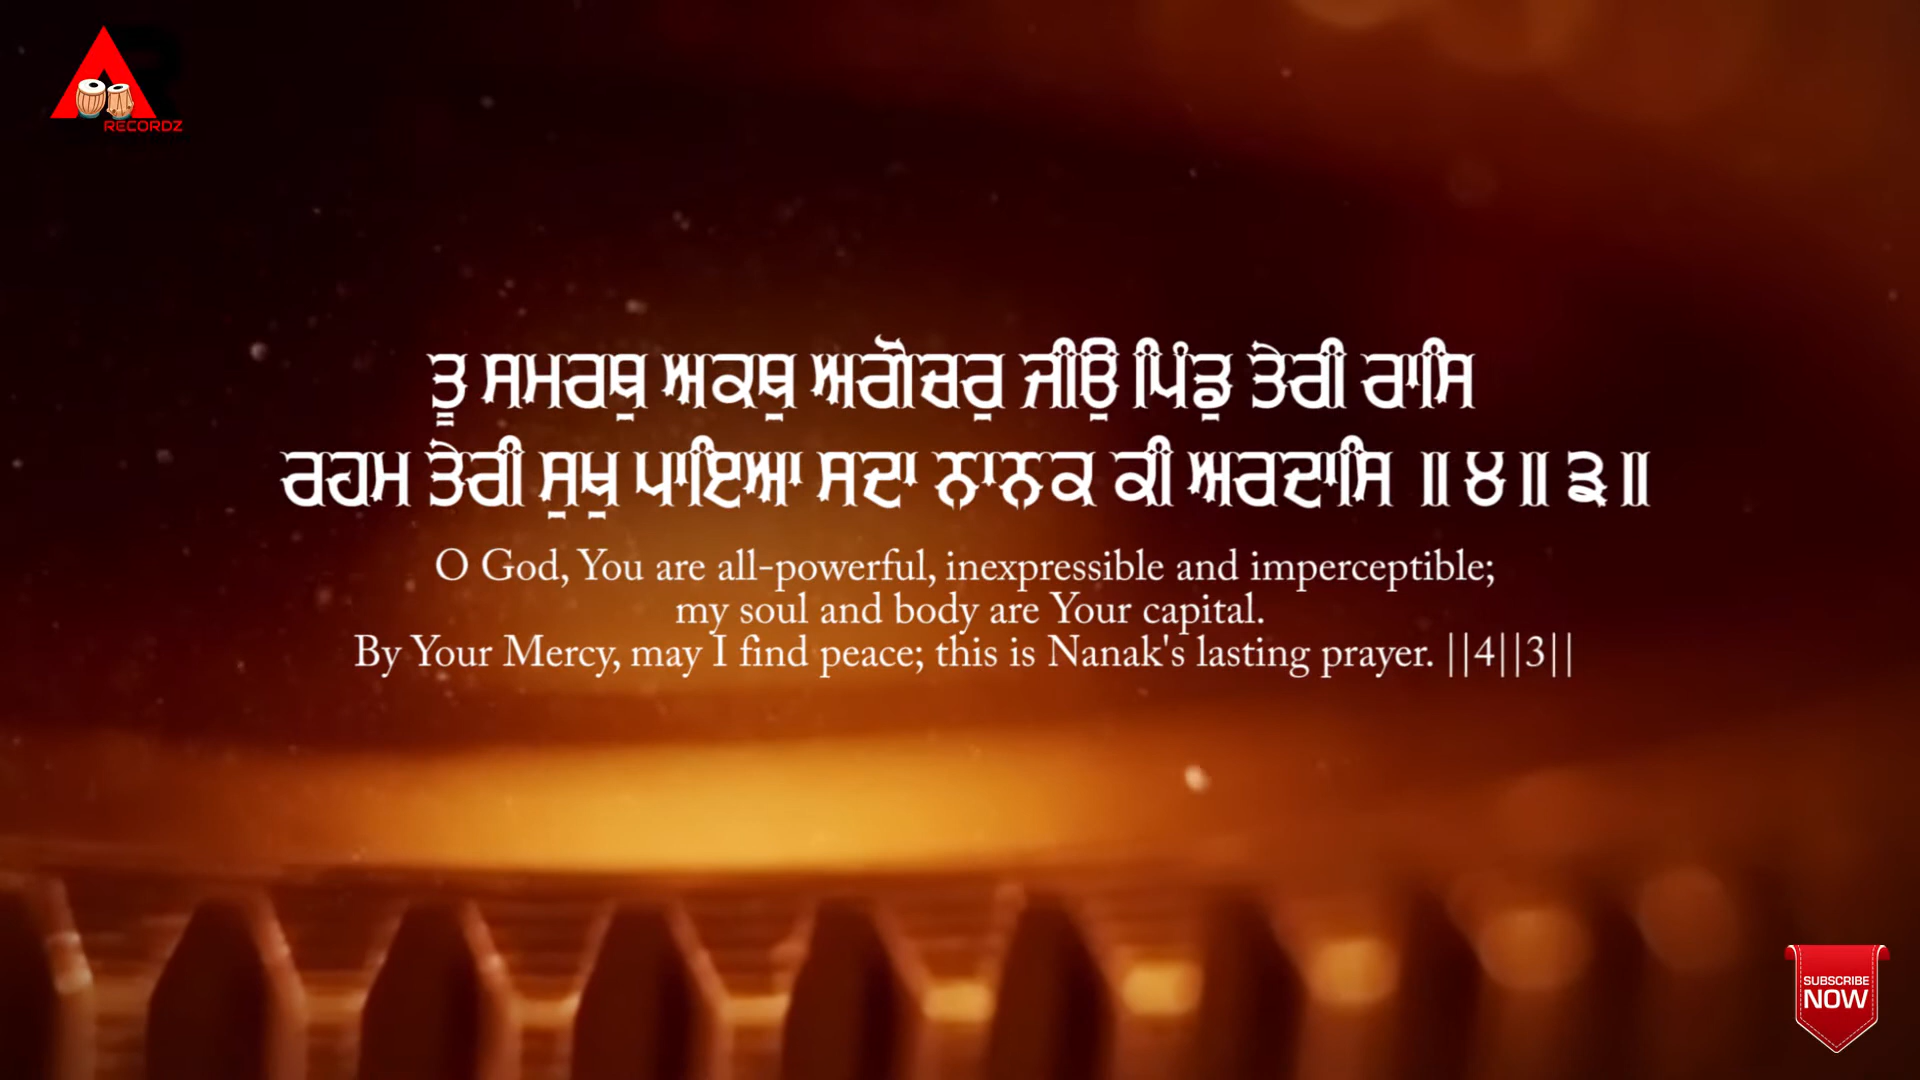 RECORDZ
ਤੂ ਸਮਰਥੁ ਅਕਥੁ ਅਗੋਚਰੁ ਜੀਉ ਪਿੰਡੁ ਤੇਰੀ ਰਾਸਿ
ਰਹਮ ਤੇਰੀ ਸੁਖੁ ਪਾਇਆ ਸਦਾ ਨਾਨਕ ਕੀ ਅਰਦਾਸਿ ॥੪॥੩॥
O God, You are all-powerful, inexpressible and imperceptible;
my soul and body are Your capital.
By Your Mercy, may I find peace; this is Nanak's lasting prayer. ||4||3||
SUBSCRIBE
NOW